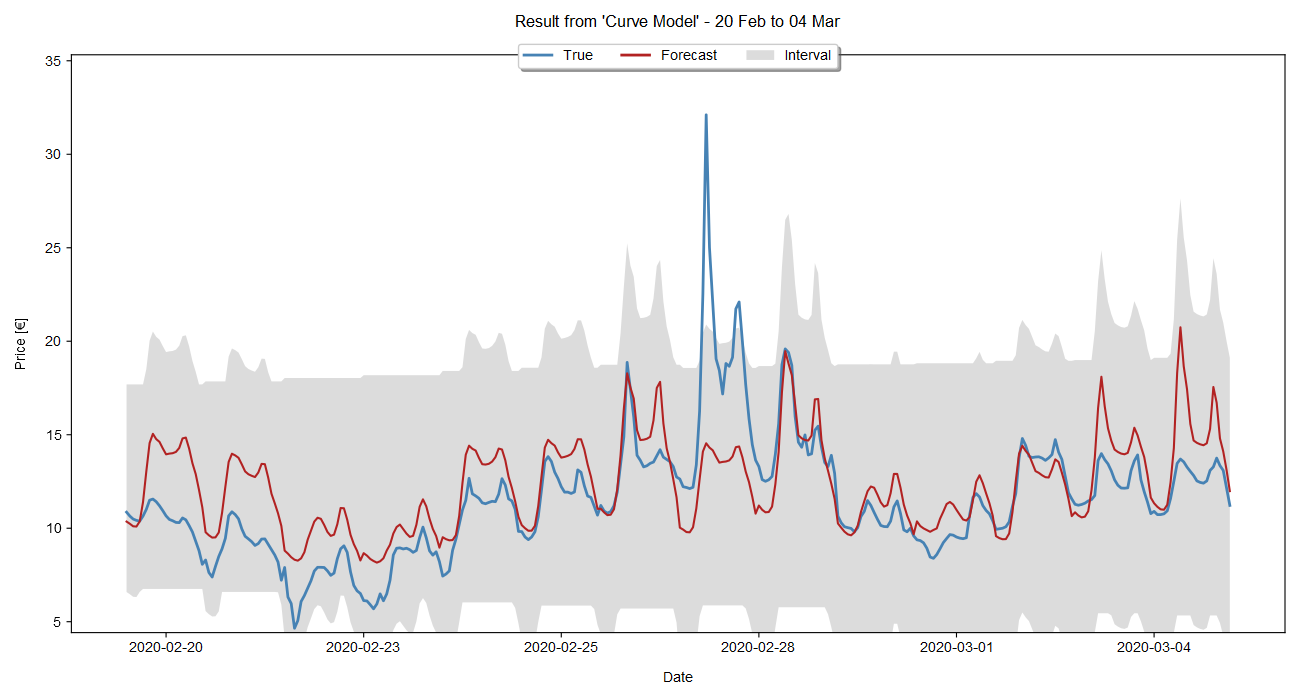 Result from 'Curve Model' - 20 Feb to 04 Mar
True Forecast Interval
35
30
25
20
15
10
5
Price [€]
2020-02-20 2020-02-23 2020-02-25 2020-02-28 2020-03-01 2020-03-04
Date